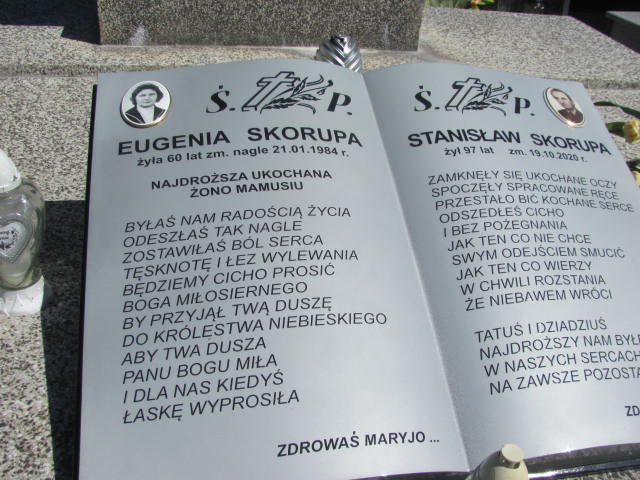 Ś. P.
EUGENIA SKORUPA
żyła 60 lat zm. nagle 21.01.1984 r.
NAJDROŻSZA UKOCHANA
ŻONO MAMUSIU
BYŁAŚ NAM RADOŚCIĄ ŻYCIA
ODESZŁAŚ TAK NAGLE
ZOSTAWIŁAŚ BÓL SERCA
TĘSKNOTĘ I ŁEZ WYLEWANIA
BĘDZIEMY CICHO PROSIĆ
BOGA MIŁOSIERNEGO
BY PRZYJĄŁ TWĄ DUSZĘ
DO KRÓLESTWA NIEBIESKIEGO
ABY TWA DUSZA
PANU BOGU MIŁA
I DLA NAS KIEDYŚ
ŁASKĘ WYPROSIŁA
ZDROWAŚ MARYJO ...
Ś. P.
STANISŁAW SKORUPA
żył 97 lat zm. 19.10.2020 r.
ZAMKNĘŁY SIĘ UKOCHANE OCZY
SPOCZĘŁY SPRACOWANE RĘCE
PRZESTAŁO BIĆ KOCHANE SERCE
ODSZEDŁEŚ CICHO
I BEZ POŻEGNANIA
JAK TEN CO NIE CHCE
SWYM ODEJŚCIEM SMUCIĆ
JAK TEN CO WIERZY
W CHWILI ROZSTANIA
ŻE NIEBAWEM WRÓCI
TATUŚ I DZIADZIUŚ
NAJDROŻSZY NAM BYŁE
W NASZYCH SERCACH
NA ZAWSZE POZOSTA
ZD